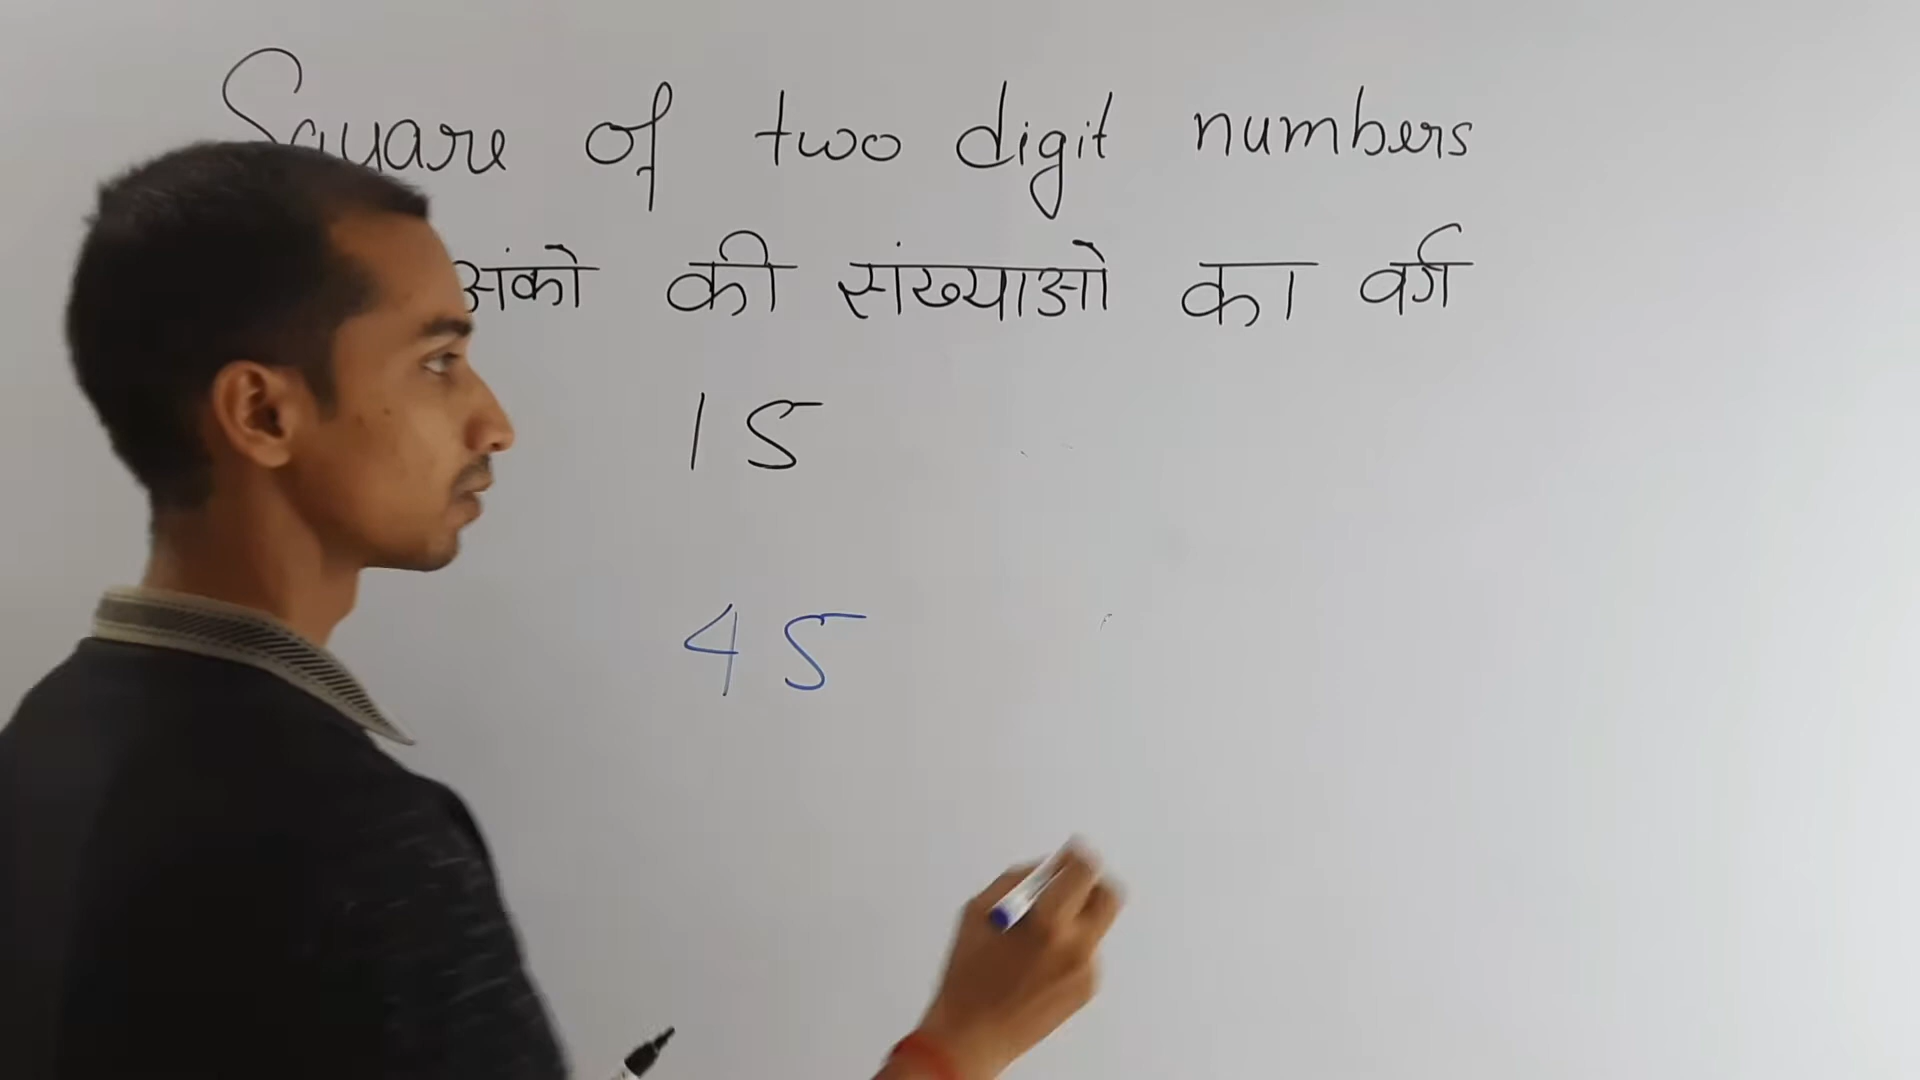 Square of two digit numbers
अंको की संख्याओ का वर्ग
15
45